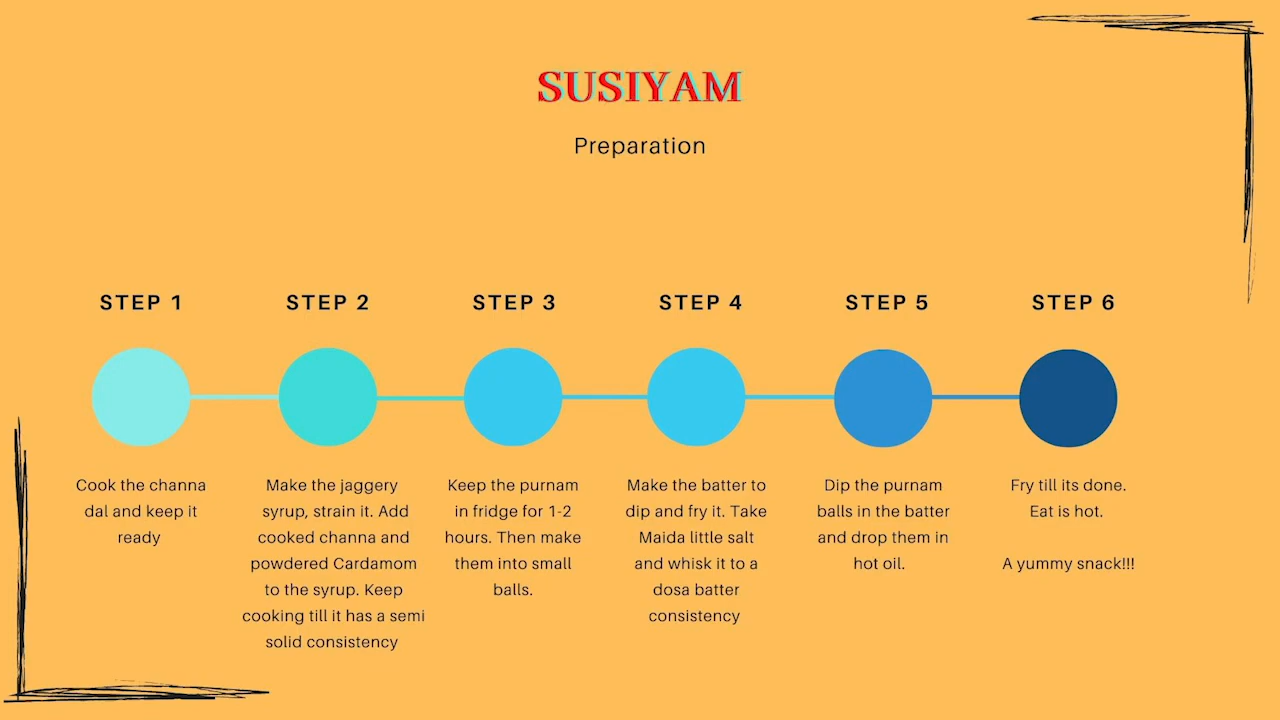 SUSIYAM
Preparation
STEP 1
Cook the channa
dal and keep it
ready
STEP 2
Make the jaggery
syrup, strain it. Add
cooked channa and
powdered Cardamom
to the syrup. Keep
cooking till it has a semi
solid consistency
STEP 3
Keep the purnam
in fridge for 1-2
hours. Then make
them into small
balls.
STEP 4
Make the batter to
dip and fry it. Take
Maida little salt
and whisk it to a
dosa batter
consistency
STEP 5
Dip the purnam
balls in the batter
and drop them in
hot oil.
STEP 6
Fry till its done.
Eat is hot.
A yummy snack!!!